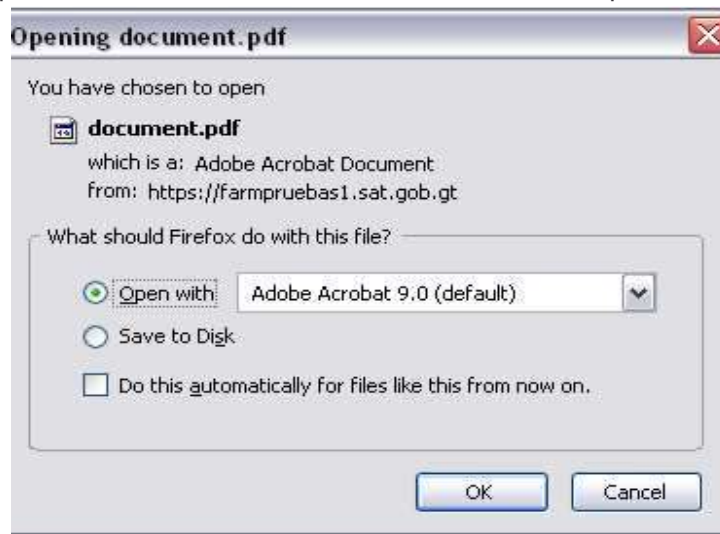 Opening document.pdf
You have chosen to open
document.pdf
which is a: Adobe Acrobat Document
from: https://farmpruebas1.sat.gob.gt
What should Firefox do with this file?
Open with Adobe Acrobat 9.0 (default)
Save to Disk
Do this automatically for files like this from now on.
OK Cancel